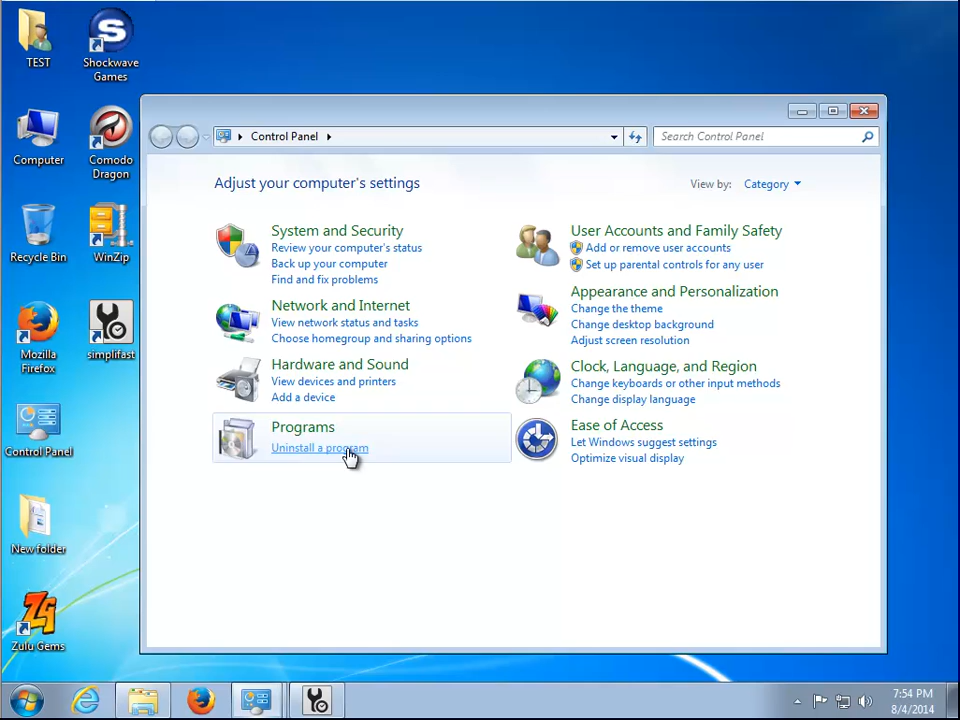 TEST
Shockwave
Games
Computer
Comodo
Dragon
Recycle Bin
WinZip
Mozilla
Firefox
simplifast
Control Panel
New folder
Zulu Gems
Control Panel
Search Control Panel
Adjust your computer's settings
View by: Category
System and Security
Review your computer's status
Back up your computer
Find and fix problems
Network and Internet
View network status and tasks
Choose homegroup and sharing options
Hardware and Sound
View devices and printers
Add a device
Programs
Uninstall a program
User Accounts and Family Safety
Add or remove user accounts
Set up parental controls for any user
Appearance and Personalization
Change the theme
Change desktop background
Adjust screen resolution
Clock, Language, and Region
Change keyboards or other input methods
Change display language
Ease of Access
Let Windows suggest settings
Optimize visual display
7:54 PM
8/4/2014